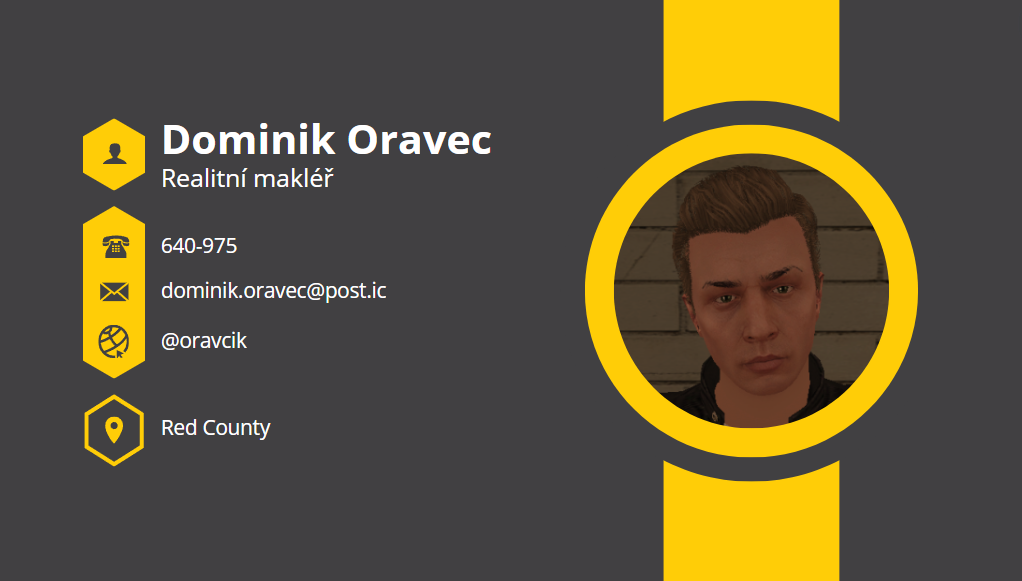 Dominik Oravec
Realitní makléř
640-975
dominik.oravec@post.ic
@oravcik
Red County